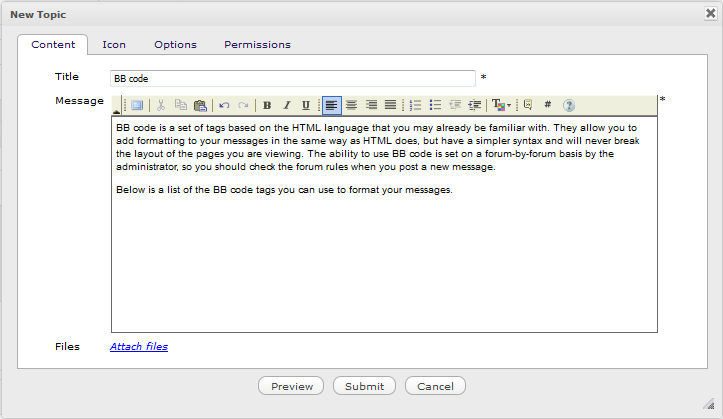 New Topic
Content Icon Options Permissions
Title BB code *
Message B I U # ? *
BB code is a set of tags based on the HTML language that you may already be familiar with. They allow you to
add formatting to your messages in the same way as HTML does, but have a simpler syntax and will never break
the layout of the pages you are viewing. The ability to use BB code is set on a forum-by-forum basis by the
administrator, so you should check the forum rules when you post a new message.
Below is a list of the BB code tags you can use to format your messages.
Files Attach files
Preview Submit Cancel